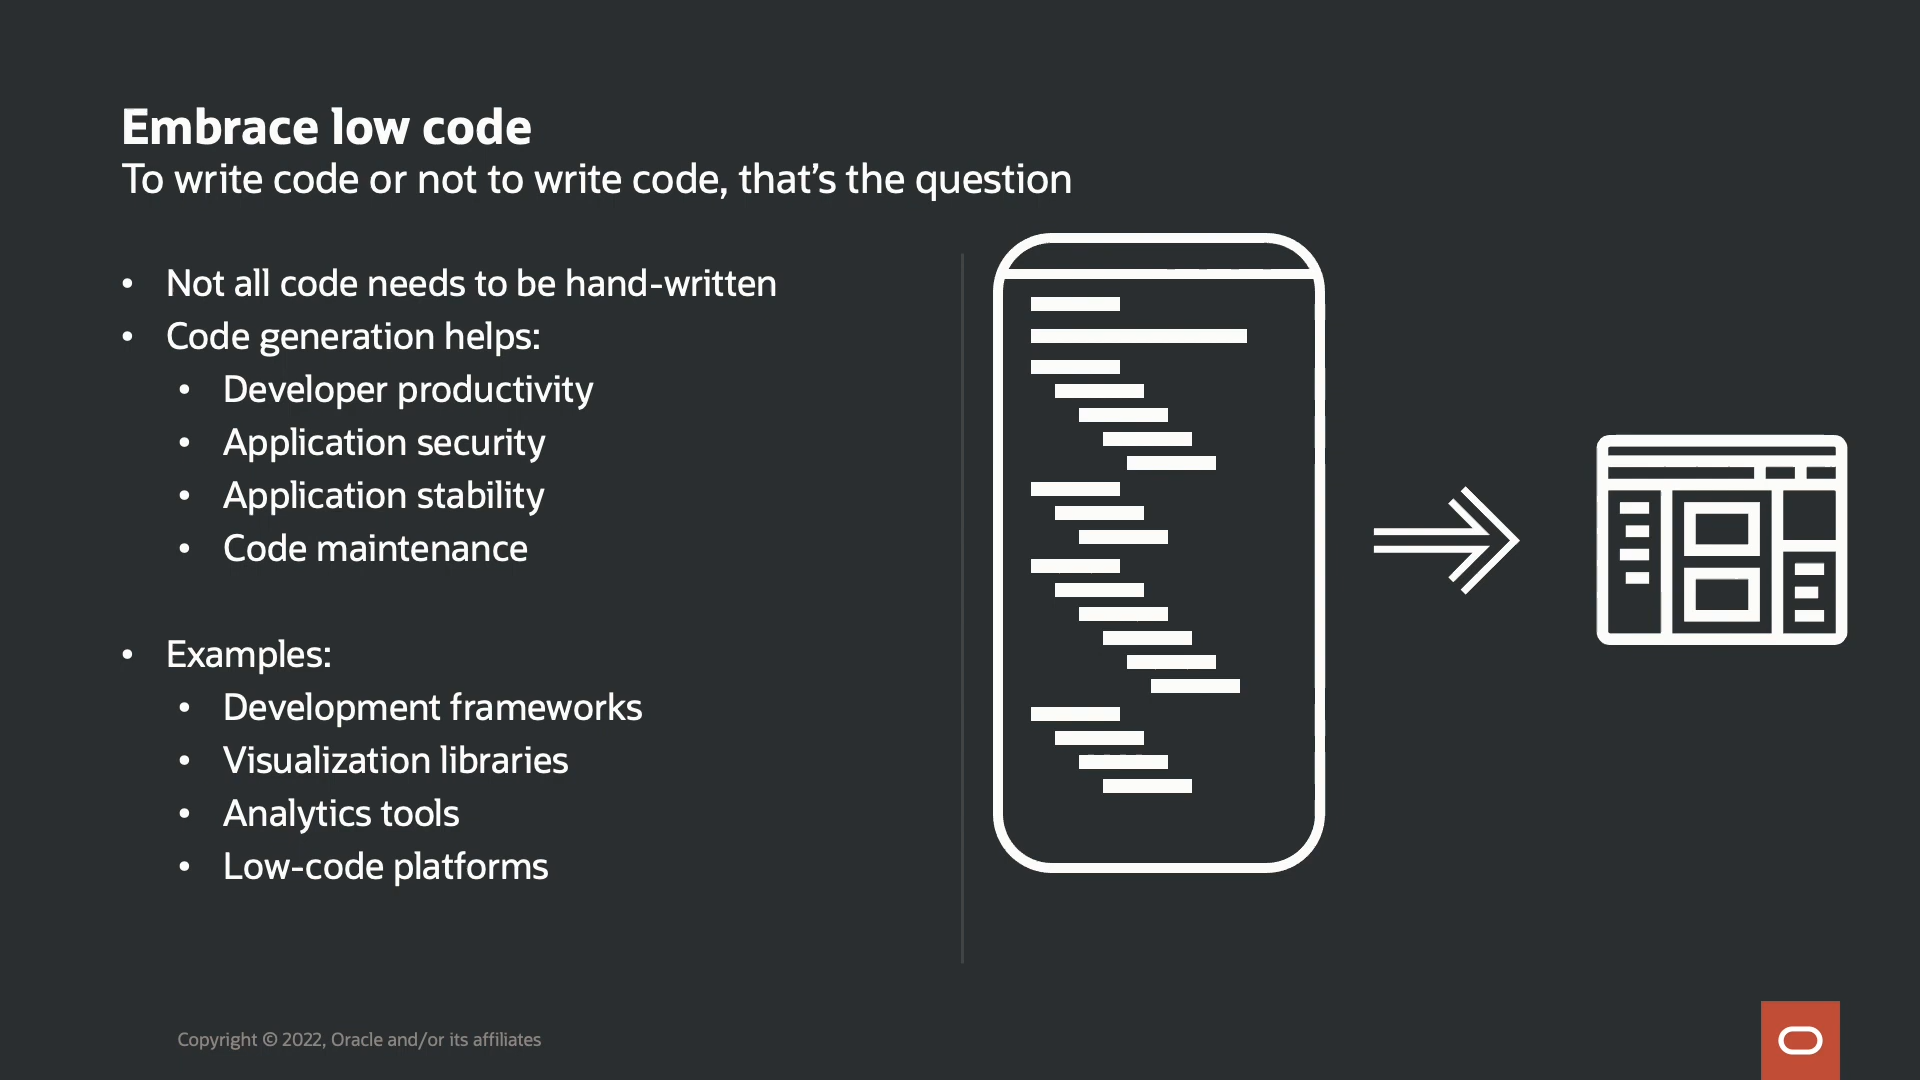 Embrace low code
To write code or not to write code, that's the question
• Not all code needs to be hand-written
• Code generation helps:
• Developer productivity
• Application security
• Application stability
• Code maintenance
• Examples:
• Development frameworks
• Visualization libraries
• Analytics tools
• Low-code platforms
Copyright © 2022, Oracle and/or its affiliates